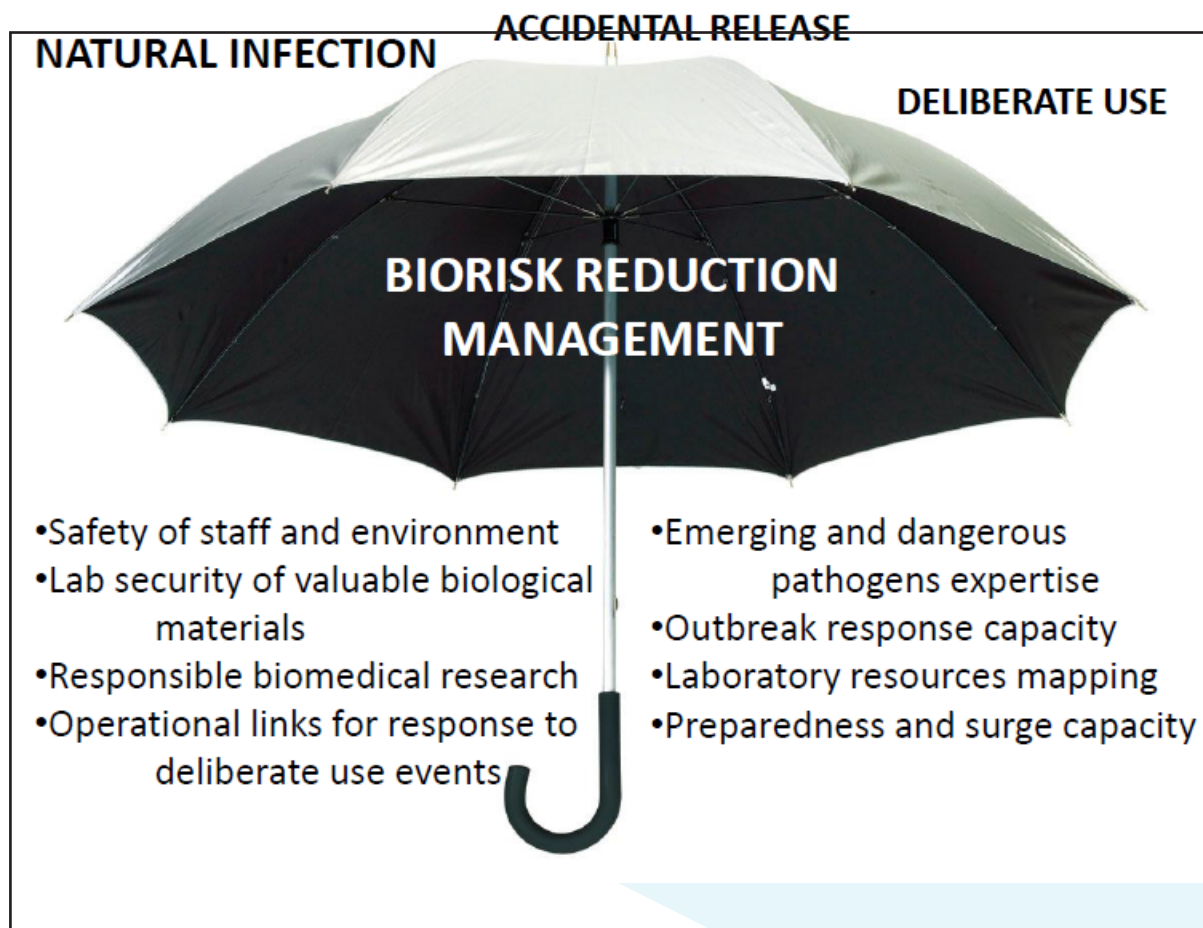 ACCIDENTAL RELEASE
NATURAL INFECTION
DELIBERATE USE
BIORISK REDUCTION
MANAGEMENT
•Safety of staff and environment
•Lab security of valuable biological
materials
•Responsible biomedical research
•Operational links for response to
deliberate use events
•Emerging and dangerous
pathogens expertise
•Outbreak response capacity
•Laboratory resources mapping
•Preparedness and surge capacity